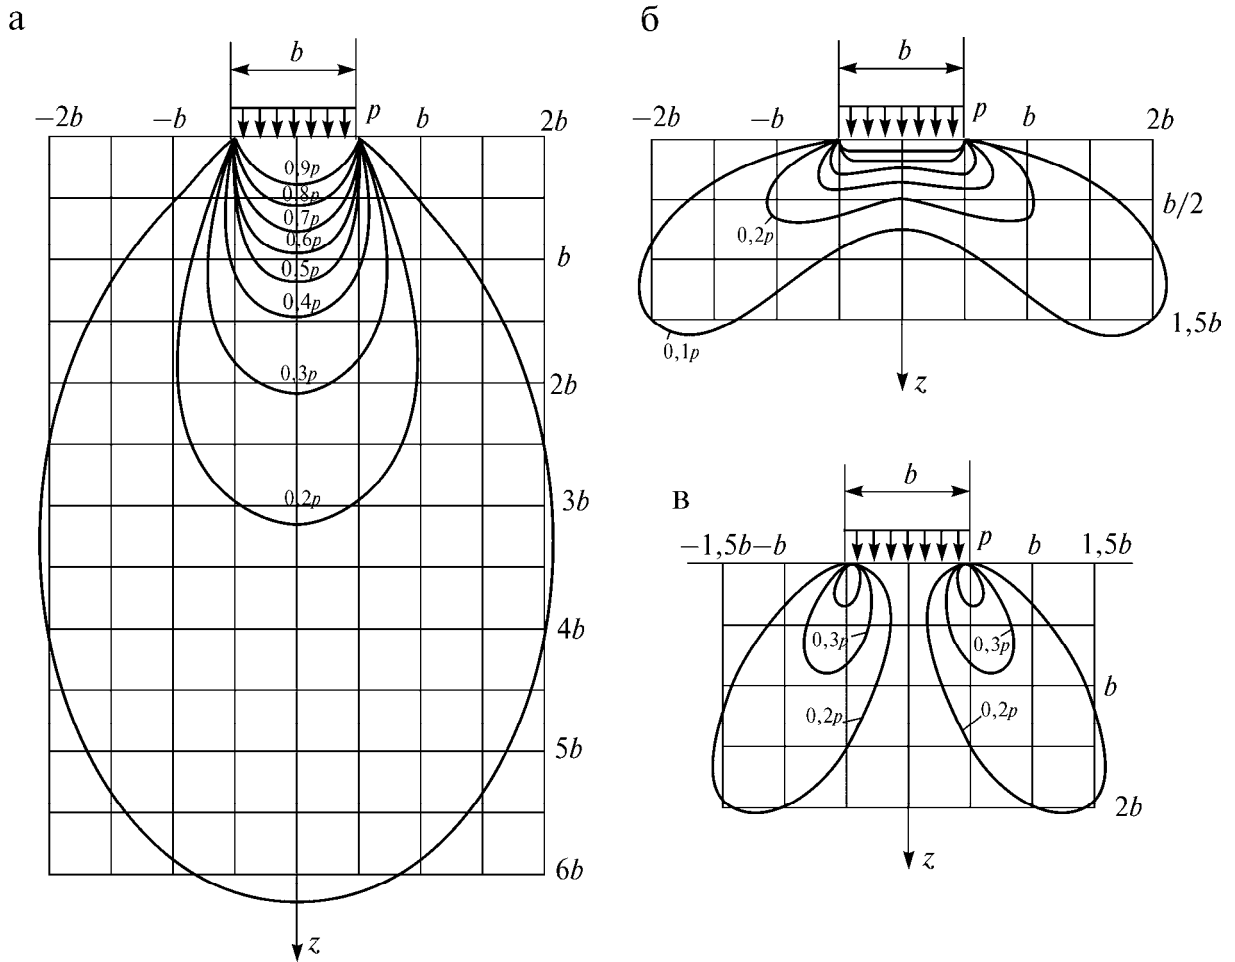 а
b
p
−2b −b b 2b
0,9p
0,8p
0,7p
0,6p
0,5p
b
0,4p
0,3p
2b
0,2p
3b
4b
5b
6b
z
б
b
p
−2b −b b 2b
b/2
0,2p
1,5b
0,1p
z
в
b
p
−1,5b −b b 1,5b
0,3p 0,3p
b
0,2p 0,2p
2b
z